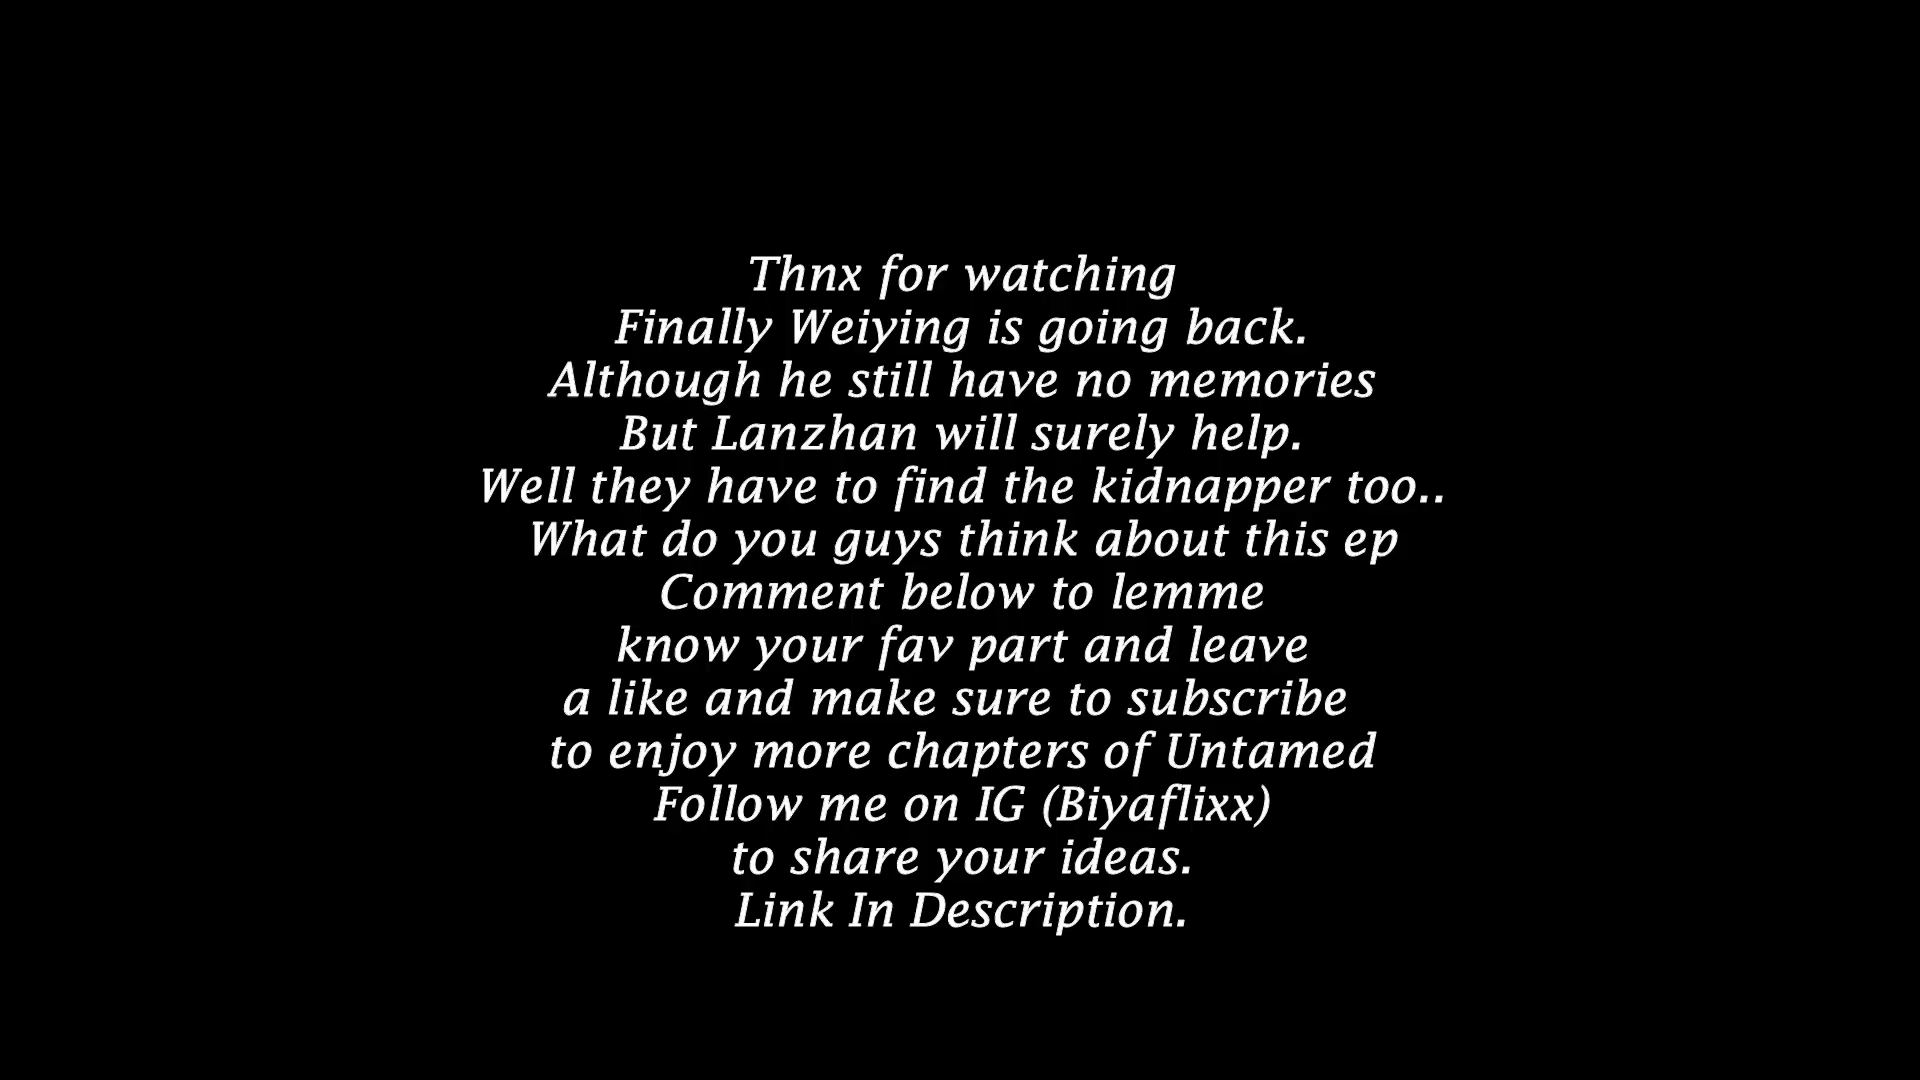 Thnx for watching
Finally Weiying is going back.
Although he still have no memories
But Lanzhan will surely help.
Well they have to find the kidnapper too..
What do you guys think about this ep
Comment below to lemme
know your fav part and leave
a like and make sure to subscribe
to enjoy more chapters of Untamed
Follow me on IG (Biyaflixx)
to share your ideas.
Link In Description.